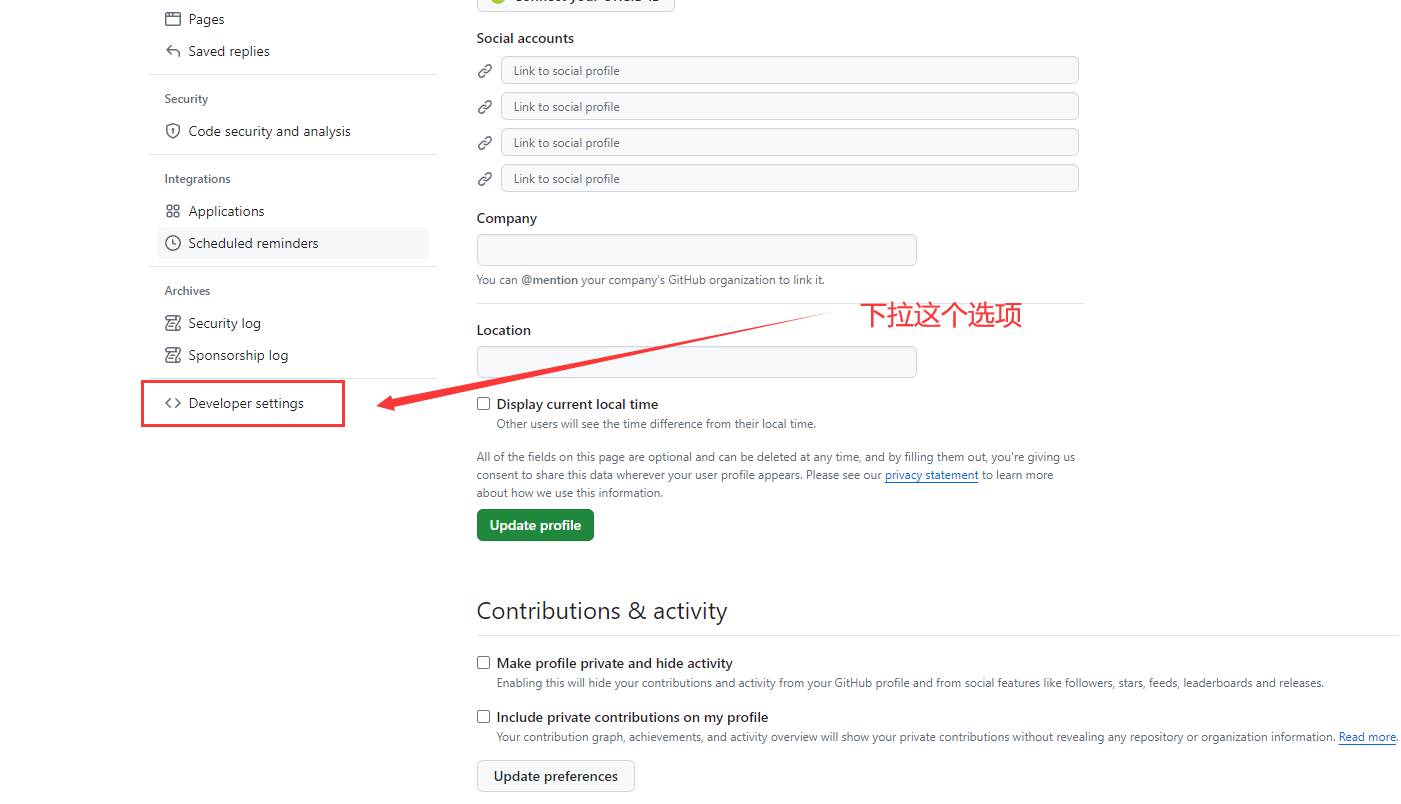 Pages
Saved replies
Security
Code security and analysis
Integrations
Applications
Scheduled reminders
Archives
Security log
Sponsorship log
Developer settings
Social accounts
Link to social profile
Link to social profile
Link to social profile
Link to social profile
Company
You can @mention your company's GitHub organization to link it.
下拉这个选项
Location
Display current local time
Other users will see the time difference from their local time.
All of the fields on this page are optional and can be deleted at any time, and by filling them out, you're giving us
consent to share this data wherever your user profile appears. Please see our privacy statement to learn more
about how we use this information.
Update profile
Contributions & activity
Make profile private and hide activity
Enabling this will hide your contributions and activity from your GitHub profile and from social features like followers, stars, feeds, leaderboards and releases.
Include private contributions on my profile
Your contribution graph, achievements, and activity overview will show your private contributions without revealing any repository or organization information. Read more.
Update preferences